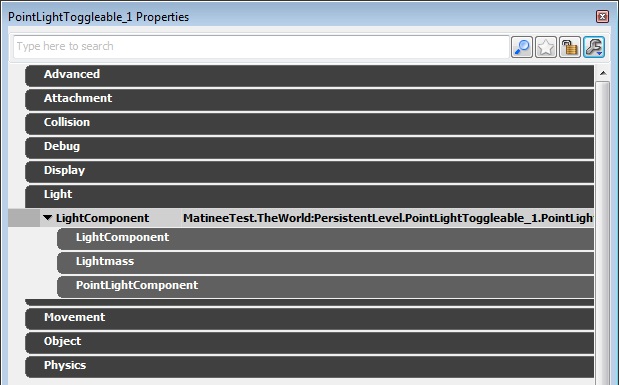 PointLightToggleable_1 Properties
Type here to search
Advanced
Attachment
Collision
Debug
Display
Light
LightComponent MatineeTest.TheWorld:PersistentLevel.PointLightToggleable_1.PointLight
LightComponent
Lightmass
PointLightComponent
Movement
Object
Physics